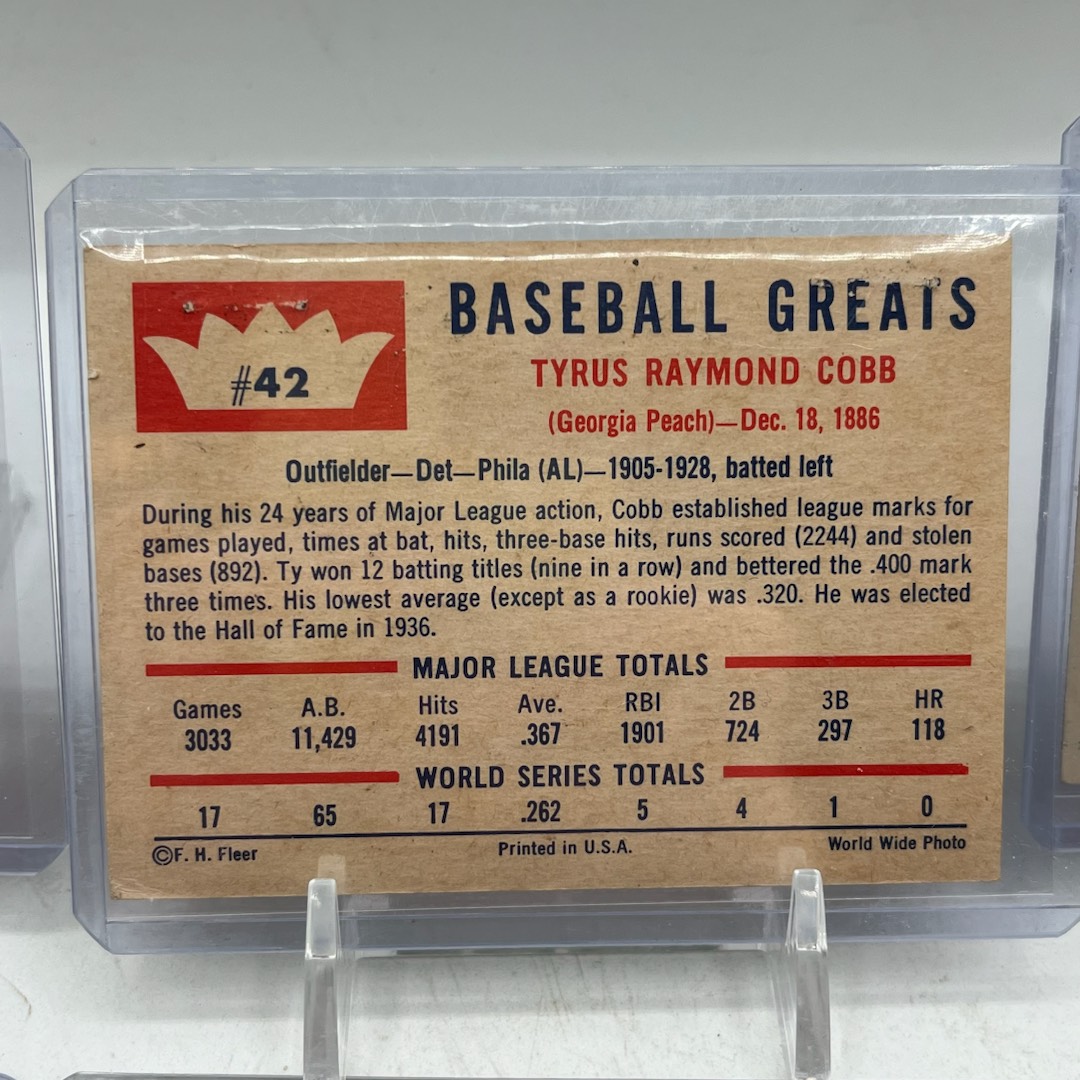 #42
BASEBALL GREATS
TYRUS RAYMOND COBB
(Georgia Peach)—Dec. 18, 1886
Outfielder—Det—Phila (AL)—1905-1928, batted left
During his 24 years of Major League action, Cobb established league marks for
games played, times at bat, hits, three-base hits, runs scored (2244) and stolen
bases (892). Ty won 12 batting titles (nine in a row) and bettered the .400 mark
three times. His lowest average (except as a rookie) was .320. He was elected
to the Hall of Fame in 1936.
MAJOR LEAGUE TOTALS
Games A.B. Hits Ave. RBI 2B 3B HR
3033 11,429 4191 .367 1901 724 297 118
WORLD SERIES TOTALS
17 65 17 .262 5 4 1 0
©F. H. Fleer Printed in U.S.A. World Wide Photo